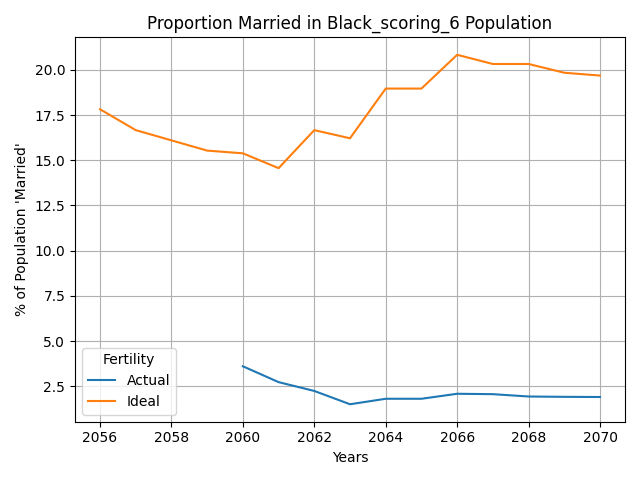 Proportion Married in Black_scoring_6 Population
% of Population 'Married'
20.0
17.5
15.0
12.5
10.0
7.5
5.0
2.5
Fertility
Actual
Ideal
2056 2058 2060 2062 2064 2066 2068 2070
Years